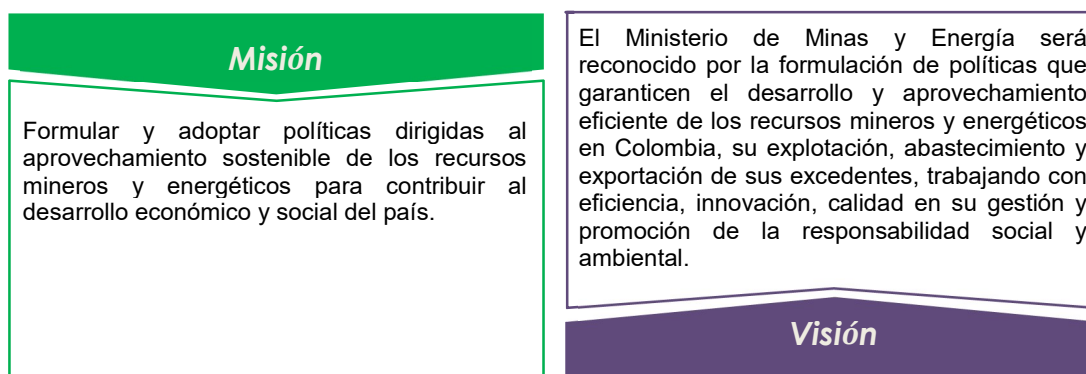 Misión
Formular y adoptar políticas dirigidas al
aprovechamiento sostenible de los recursos
mineros y energéticos para contribuir al
desarrollo económico y social del país.
El Ministerio de Minas y Energía será
reconocido por la formulación de políticas que
garanticen el desarrollo y aprovechamiento
eficiente de los recursos mineros y energéticos
en Colombia, su explotación, abastecimiento y
exportación de sus excedentes, trabajando con
eficiencia, innovación, calidad en su gestión y
promoción de la responsabilidad social y
ambiental.
Visión